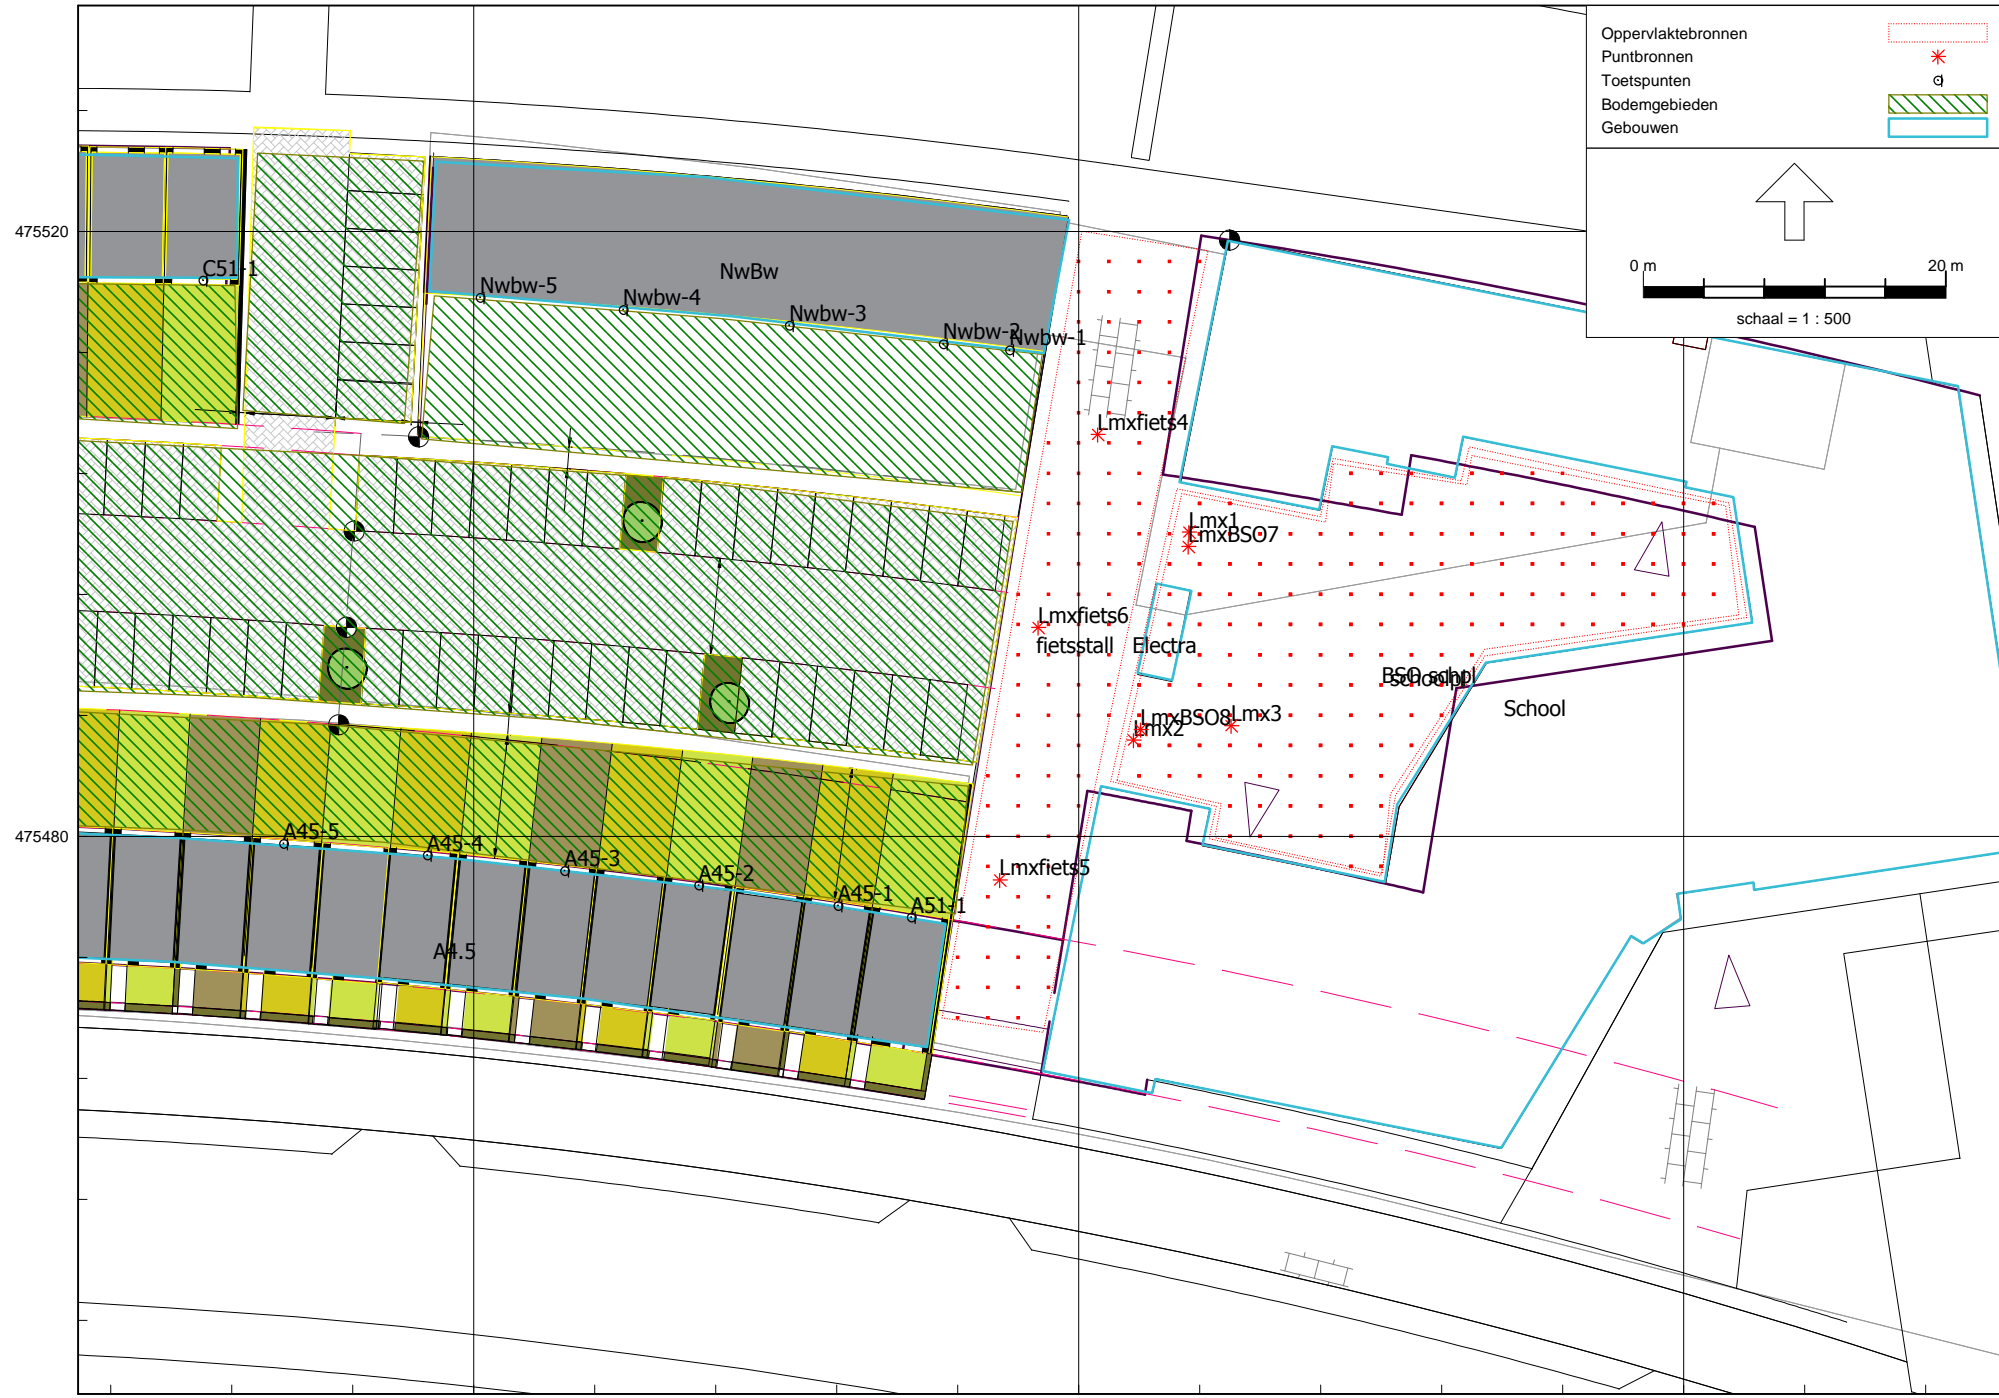 Oppervlaktebronnen
Puntbronnen
Toetspunten
Bodemgebieden
Gebouwen
0 m 20 m
schaal = 1 : 500
475520
C51-1
NwBw
Nwbw-5
Nwbw-4
Nwbw-3
Nwbw-2
Nwbw-1
Lmxfiets4
Lmx1
LmxBSO7
Lmxfiets6
fietsstall
Electra
BSO schpl
schoolpl
School
LmxBSO8
Lmx3
Lmx2
475480
A45-5
A45-4
A45-3
A45-2
A45-1
A51-1
Lmxfiets5
A4.5